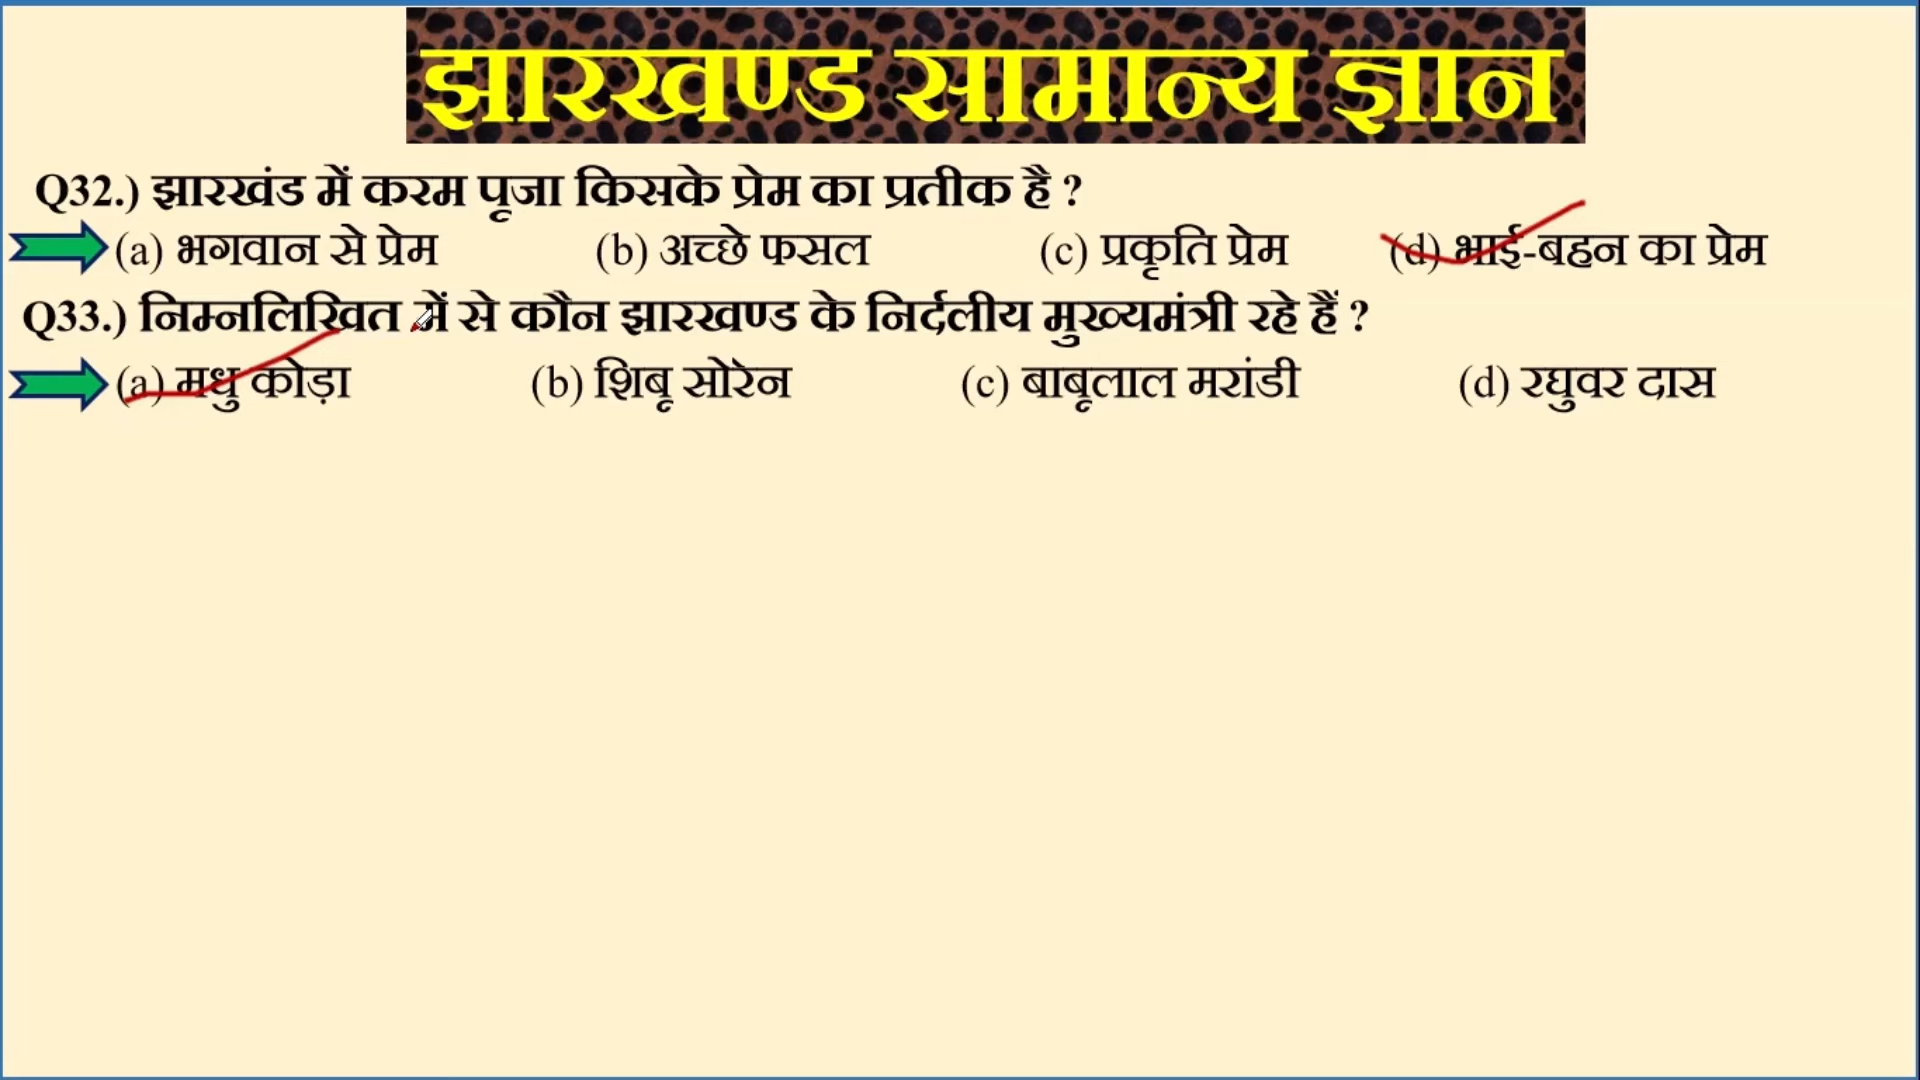 झारखण्ड सामान्य ज्ञान
Q32.) झारखंड में करम पूजा किसके प्रेम का प्रतीक है ?
(a) भगवान से प्रेम (b) अच्छे फसल (c) प्रकृति प्रेम (d) भाई-बहन का प्रेम
Q33.) निम्नलिखित में से कौन झारखण्ड के निर्दलीय मुख्यमंत्री रहे हैं ?
(a) मधु कोड़ा (b) शिबू सोरेन (c) बाबूलाल मरांडी (d) रघुवर दास